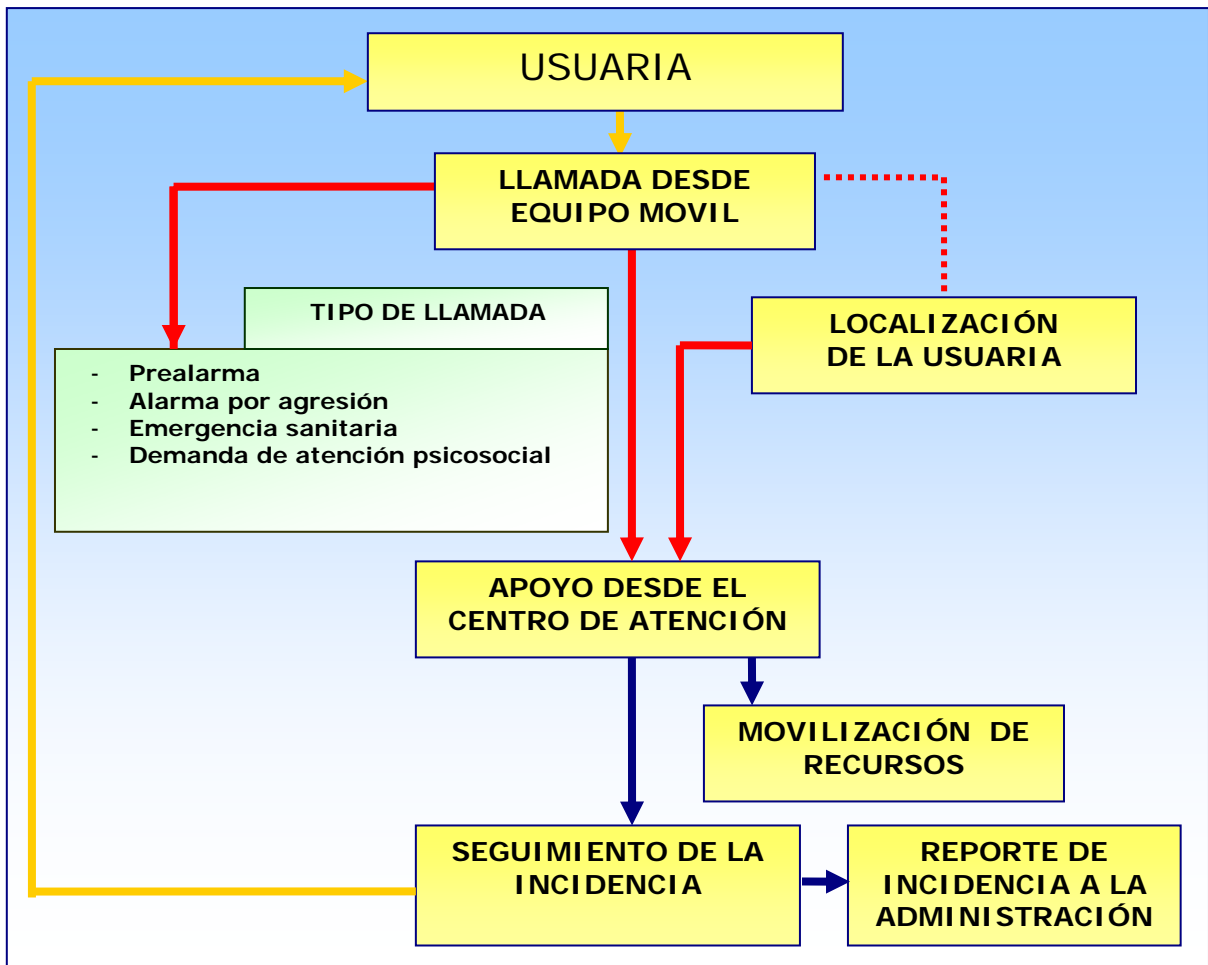 USUARIA
LLAMADA DESDE
EQUIPO MOVIL
TIPO DE LLAMADA
- Prealarma
- Alarma por agresión
- Emergencia sanitaria
- Demanda de atención psicosocial
LOCALIZACIÓN
DE LA USUARIA
APOYO DESDE EL
CENTRO DE ATENCIÓN
MOVILIZACIÓN DE
RECURSOS
SEGUIMIENTO DE LA
INCIDENCIA
REPORTE DE
INCIDENCIA A LA
ADMINISTRACIÓN